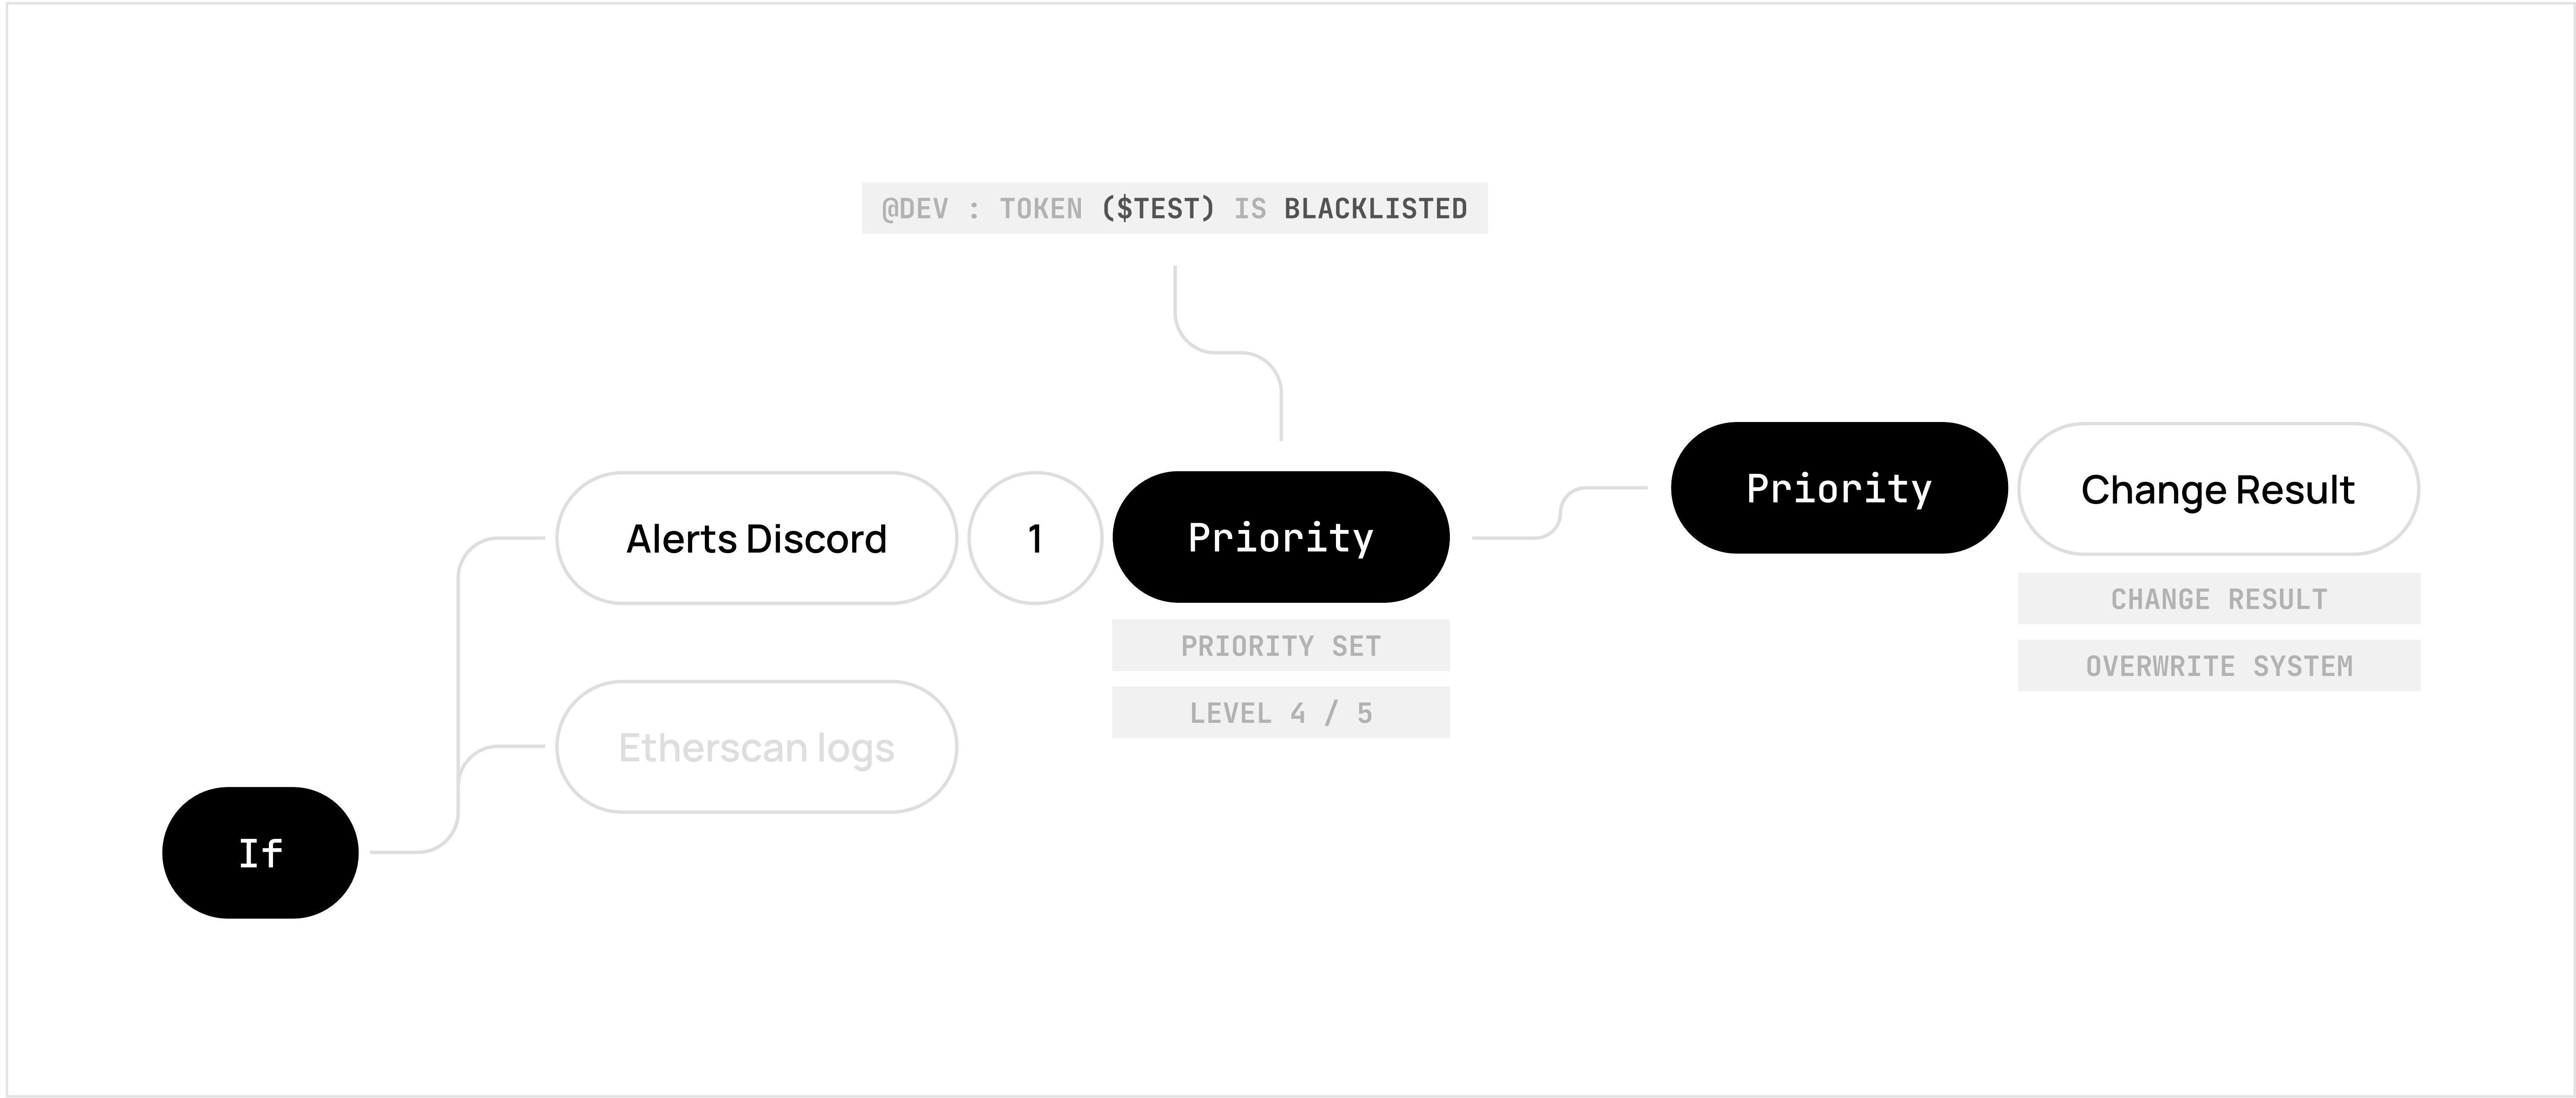 @DEV : TOKEN ($TEST) IS BLACKLISTED
Alerts Discord
1
Priority
PRIORITY SET
LEVEL 4 / 5
Priority
Change Result
CHANGE RESULT
OVERWRITE SYSTEM
Etherscan logs
If